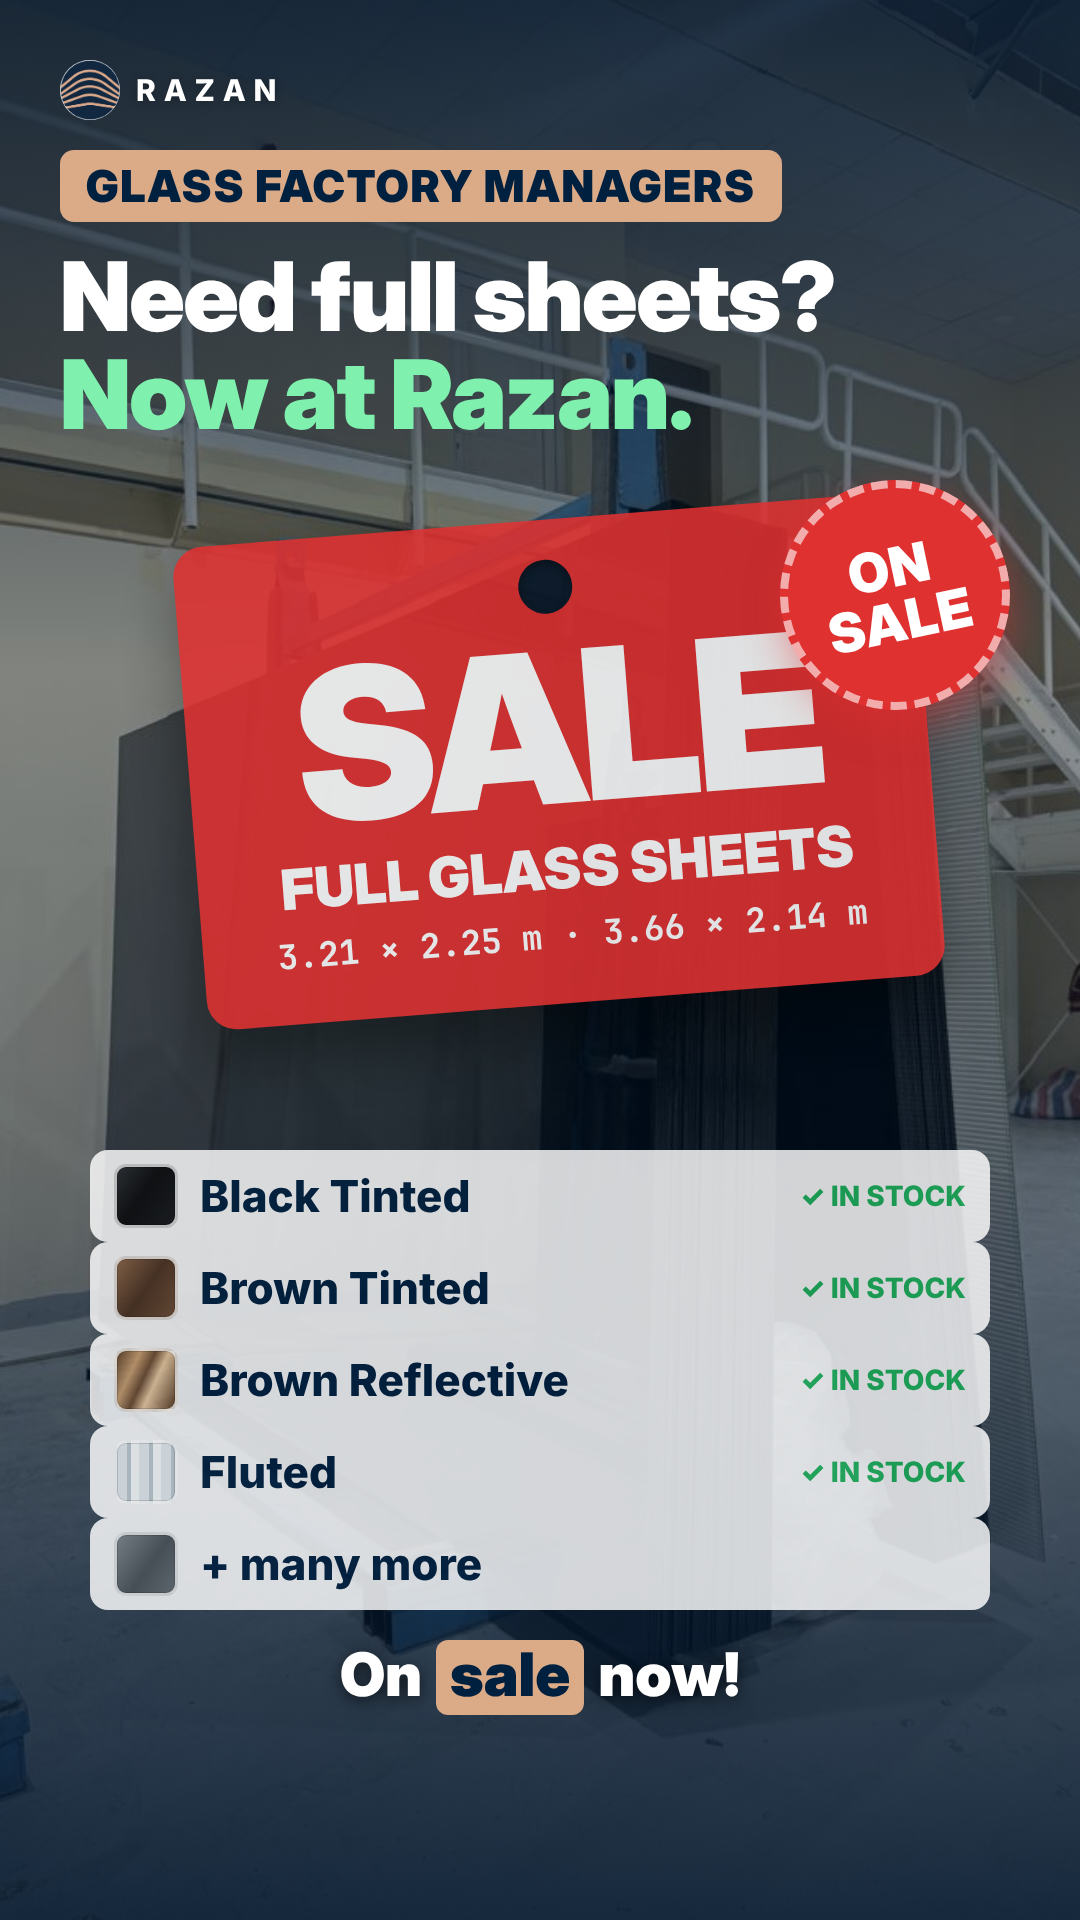 RAZAN
GLASS FACTORY MANAGERS
Need full sheets?
Now at Razan.
ON
SALE
SALE
FULL GLASS SHEETS
3.21 × 2.25 m · 3.66 × 2.14 m
Black Tinted ✓ IN STOCK
Brown Tinted ✓ IN STOCK
Brown Reflective ✓ IN STOCK
Fluted ✓ IN STOCK
+ many more
On sale now!